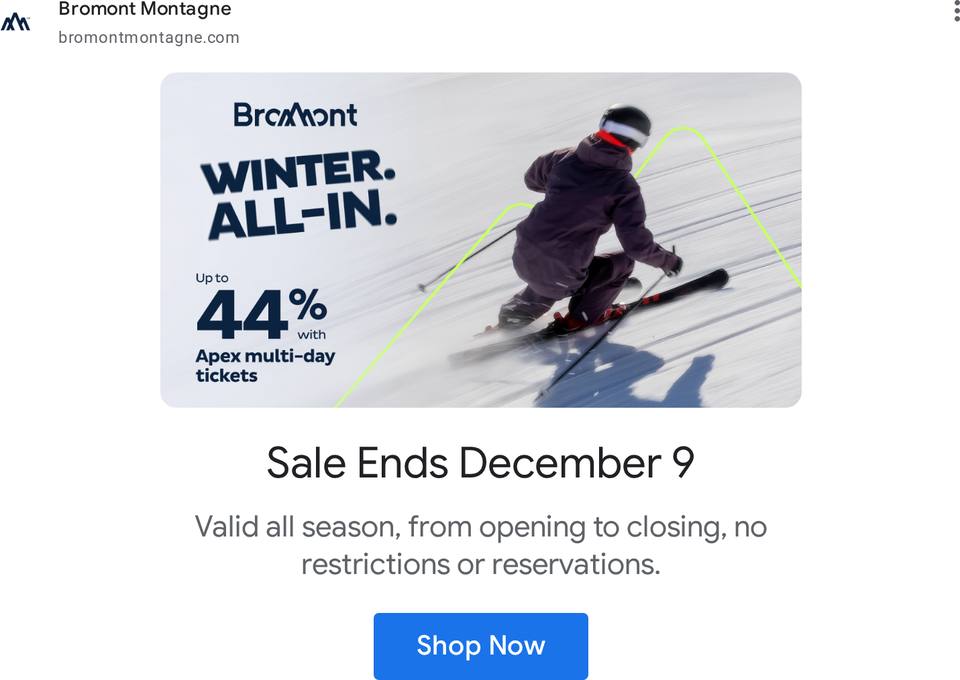 Bromont Montagne
bromontmontagne.com
Bromont
WINTER.
ALL-IN.
Up to
44%
with
Apex multi-day
tickets
Sale Ends December 9
Valid all season, from opening to closing, no
restrictions or reservations.
Shop Now